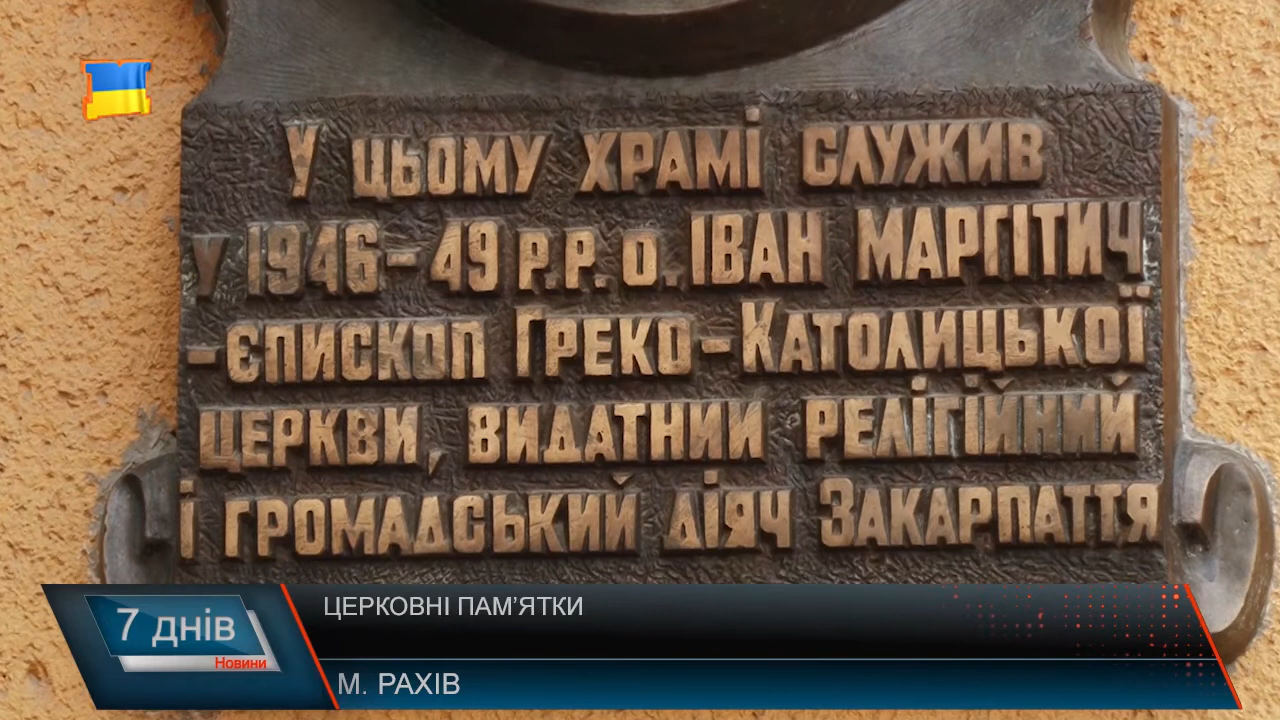 У цьому храмі служив
у 1946-49 р.р. о. Іван Маргітич
-єпископ Греко-Католицької
церкви, видатний релігійний
і громадський діяч Закарпаття
7 днів
Новини
ЦЕРКОВНІ ПАМ’ЯТКИ
М. РАХІВ